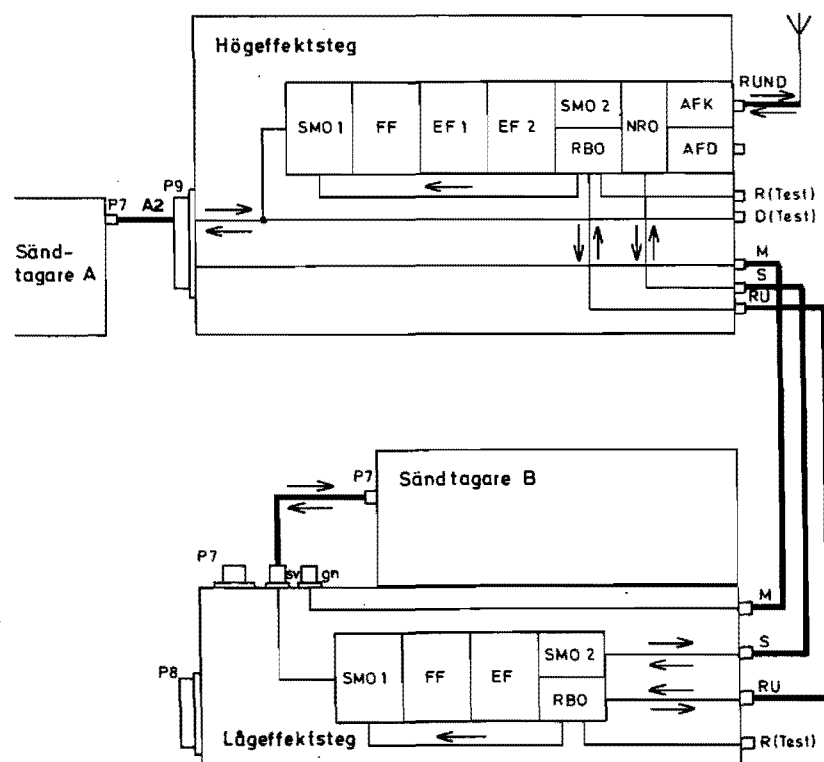 Högeffektsteg
RUND
SMO 1
FF
EF 1
EF 2
SMO 2
RBO
NRO
AFK
AFD
P9
P7
A2
R(Test)
D(Test)
Sänd-
tagare A
M
S
RU
P7
Sändtagare B
P7
sv
gn
M
S
P8
SMO 1
FF
EF
SMO 2
RBO
RU
Lågeffektsteg
R(Test)